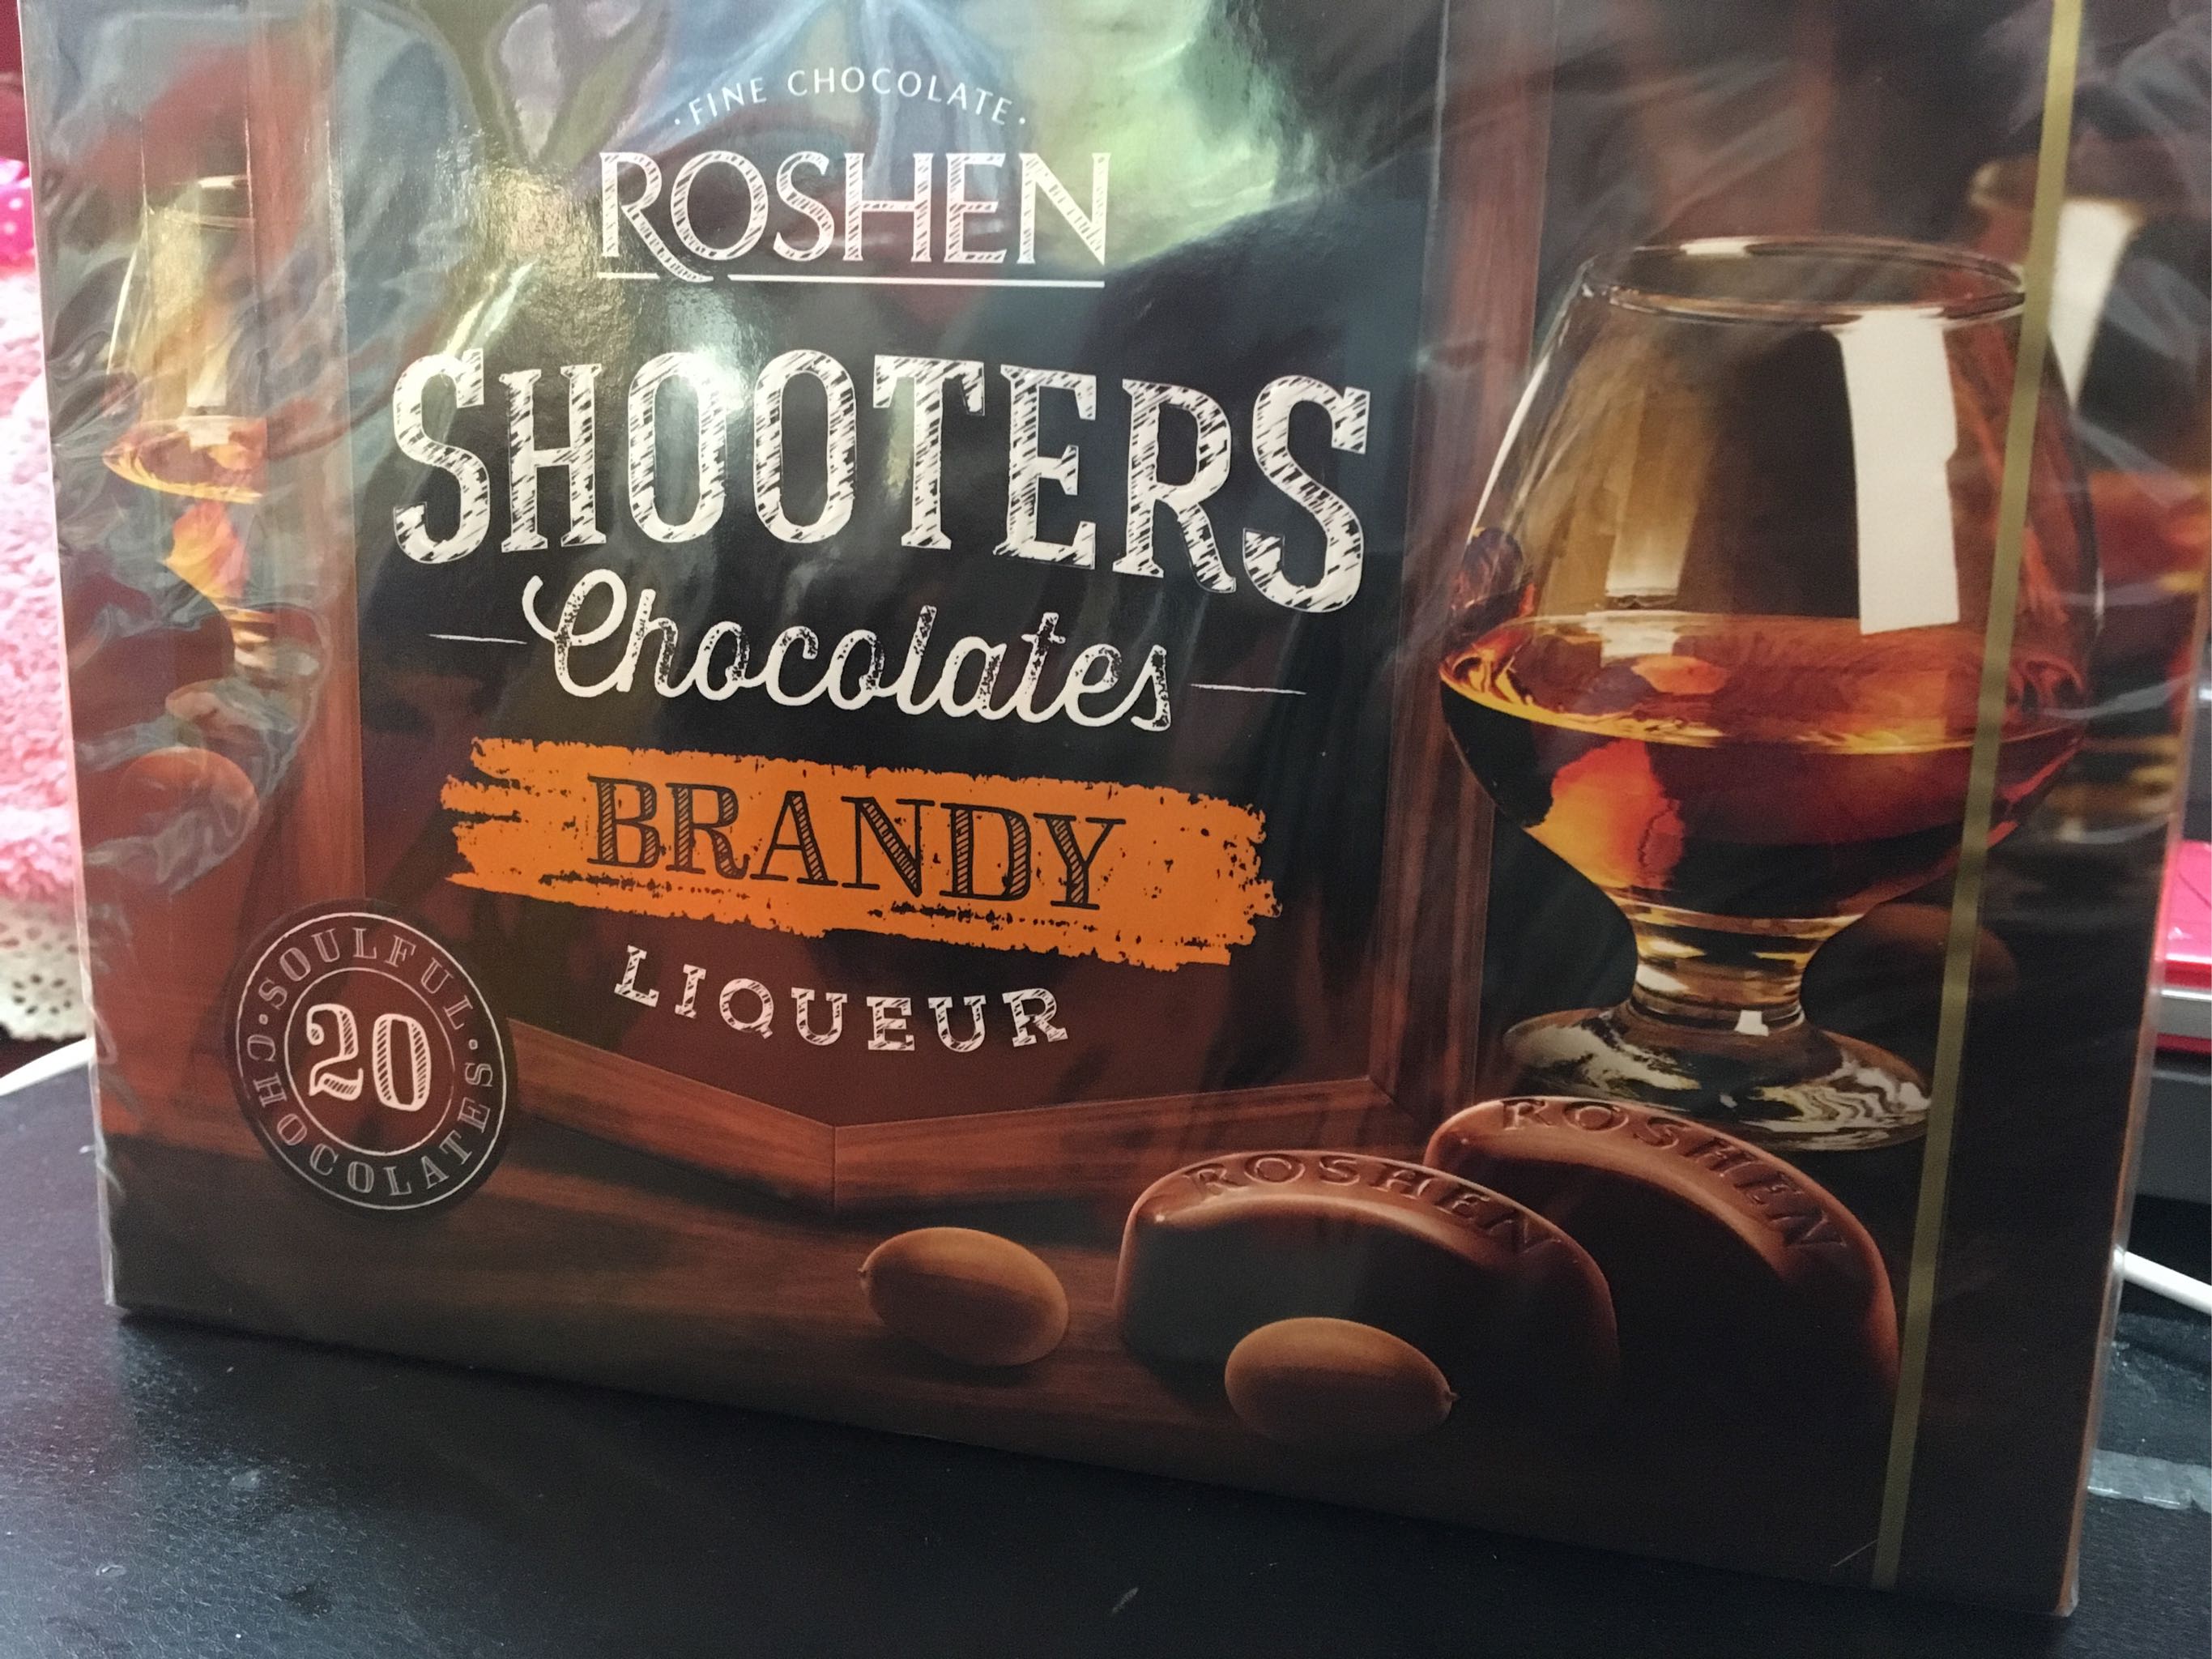 ·FINE CHOCOLATE·
ROSHEN
SHOOTERS
Chocolates
BRANDY
LIQUEUR
·SOULFUL·
20
CHOCOLATES
ROSHEN
ROSHEN